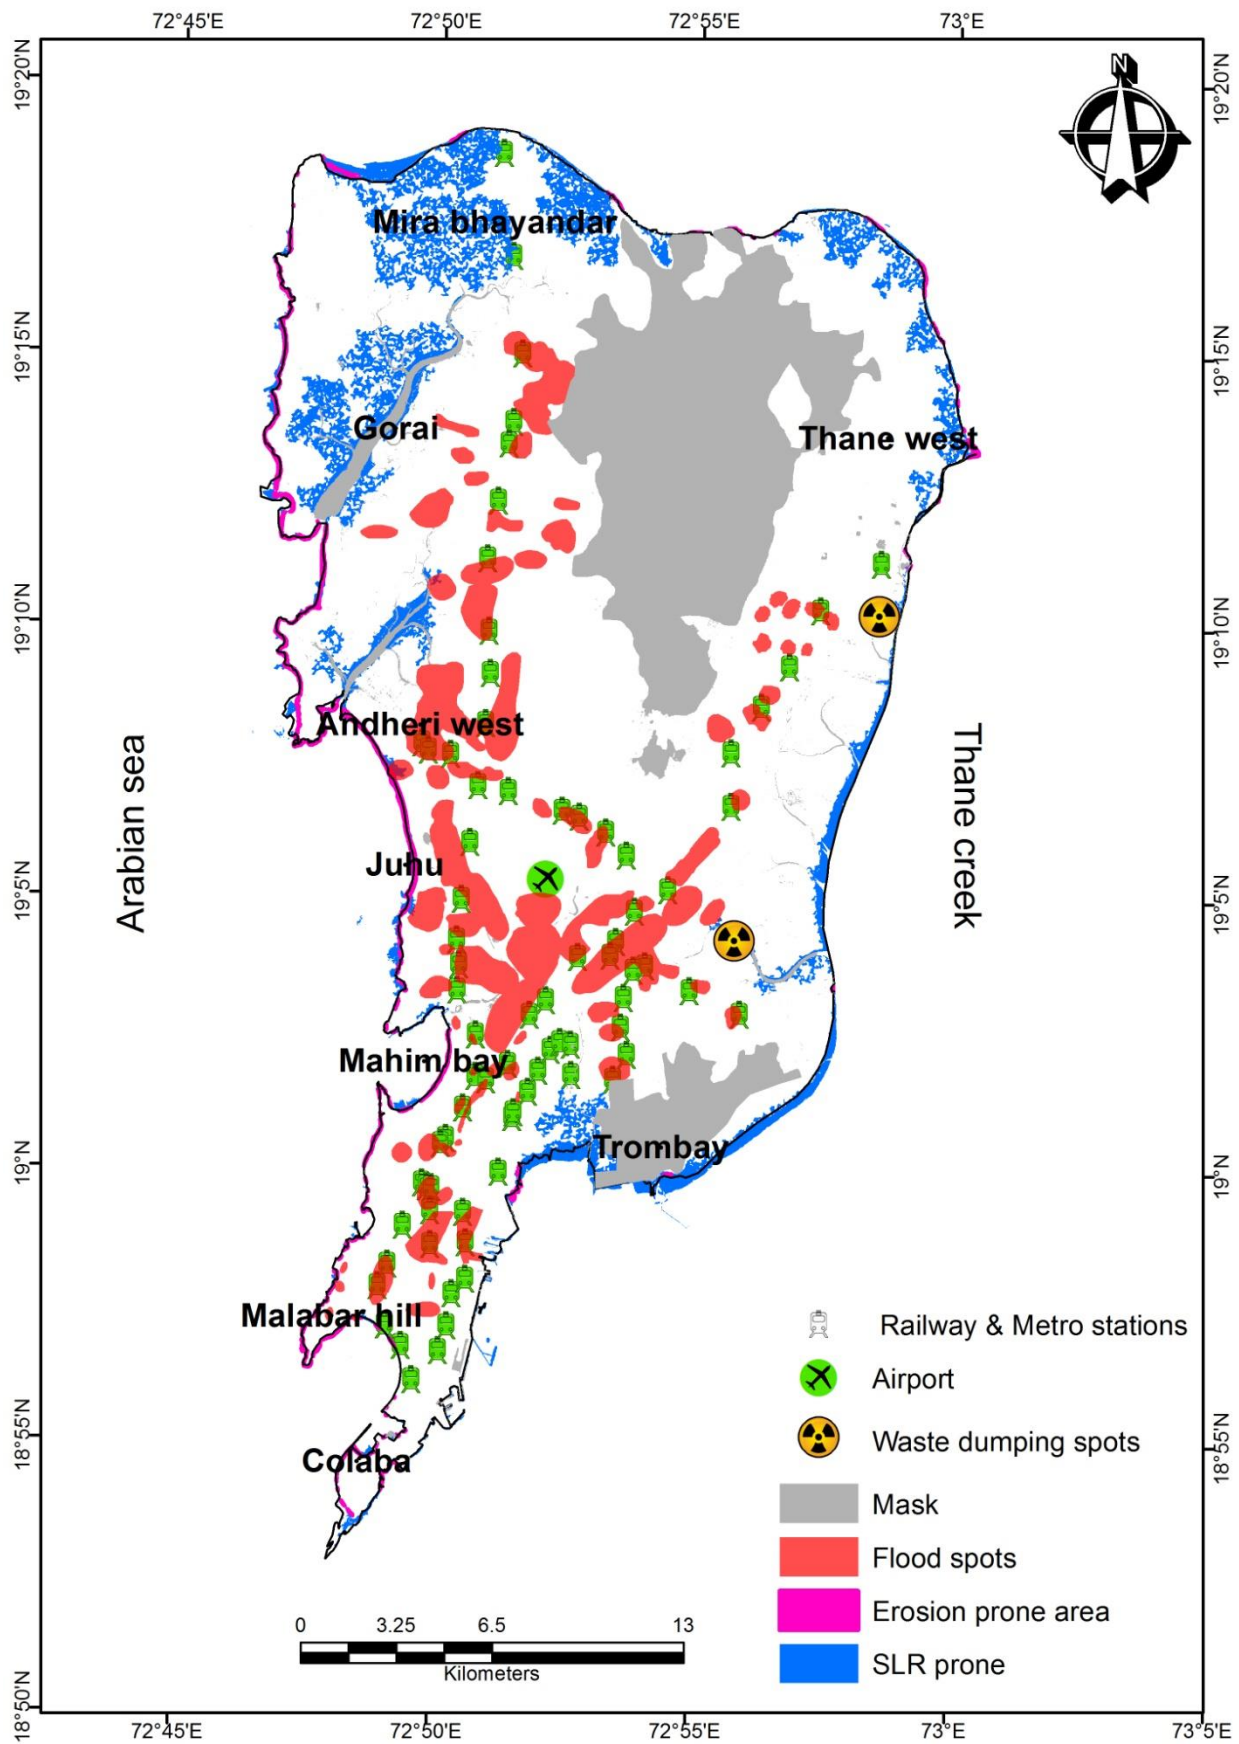 72°45'E 72°50'E 72°55'E 73°E
N
19°20'N 19°20'N
Mira bhayandar
19°15'N 19°15'N
Gorai
Thane west
19°10'N 19°10'N
Andheri west
Arabian sea
Thane creek
Juhu
19°5'N 19°5'N
Mahim bay
Trombay
19°N 19°N
Malabar hill
Railway & Metro stations
Airport
18°55'N 18°55'N
Waste dumping spots
Colaba
Mask
Flood spots
Erosion prone area
0 3.25 6.5 13
Kilometers
SLR prone
18°50'N
72°45'E 72°50'E 72°55'E 73°E 73°5'E